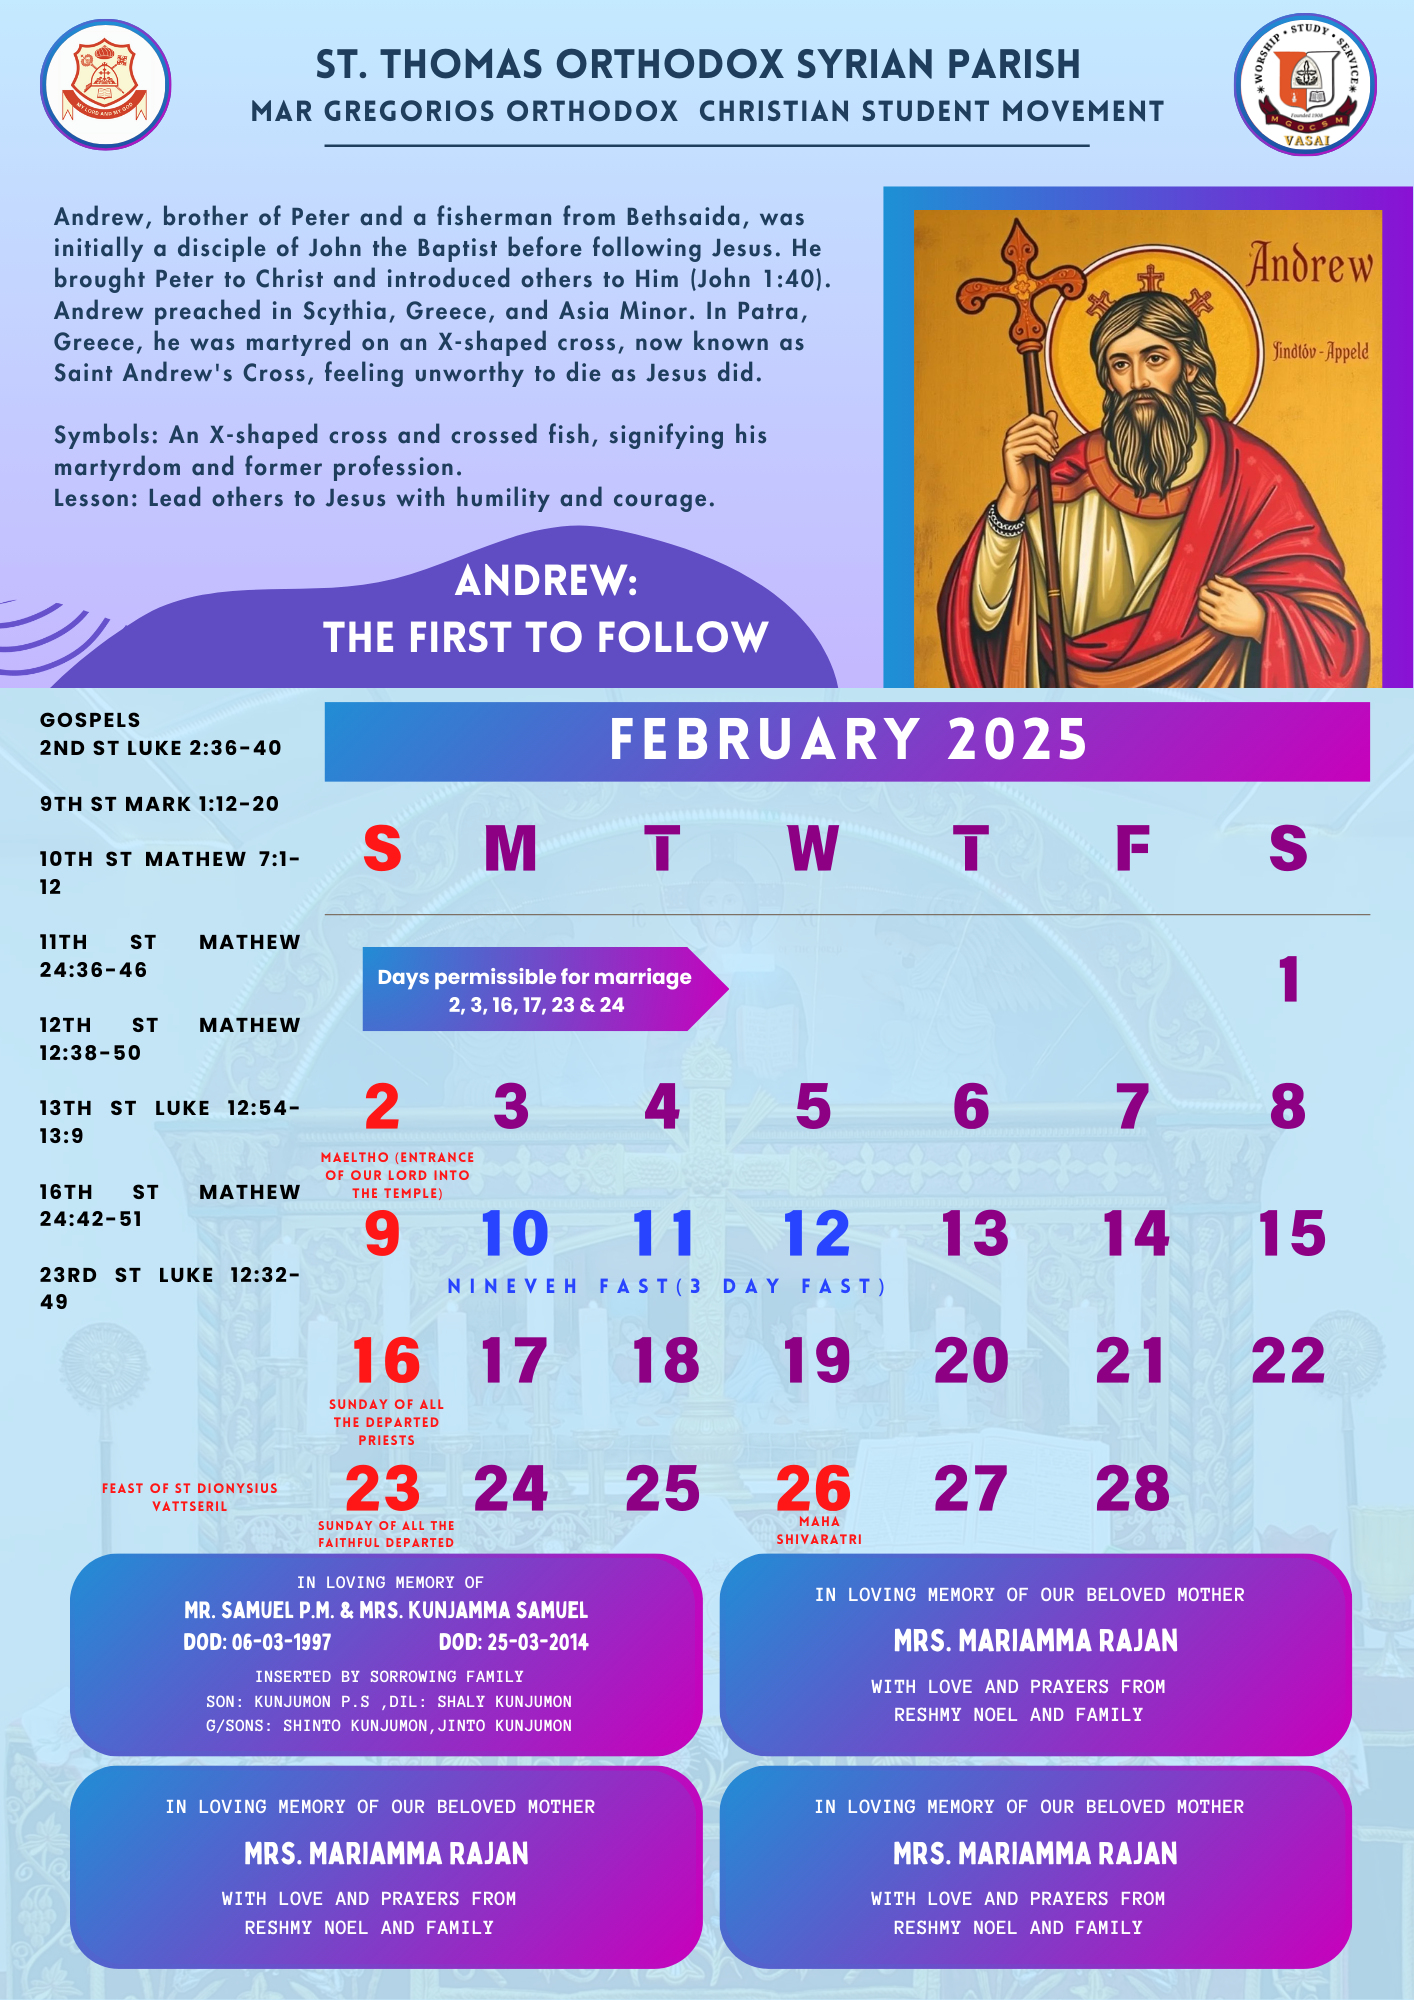 ST. THOMAS ORTHODOX SYRIAN PARISH
MAR GREGORIOS ORTHODOX CHRISTIAN STUDENT MOVEMENT
MY LORD AND MY GOD
WORSHIP • STUDY • SERVICE
Founded 1908
MGOCSM
VASAI
Andrew, brother of Peter and a fisherman from Bethsaida, was
initially a disciple of John the Baptist before following Jesus. He
brought Peter to Christ and introduced others to Him (John 1:40).
Andrew preached in Scythia, Greece, and Asia Minor. In Patra,
Greece, he was martyred on an X-shaped cross, now known as
Saint Andrew's Cross, feeling unworthy to die as Jesus did.
Symbols: An X-shaped cross and crossed fish, signifying his
martyrdom and former profession.
Lesson: Lead others to Jesus with humility and courage.
Andrew
Jindtóv-Appeld
ANDREW:
THE FIRST TO FOLLOW
GOSPELS
2ND ST LUKE 2:36-40
9TH ST MARK 1:12-20
10TH ST MATHEW 7:1-
12
11TH ST MATHEW
24:36-46
12TH ST MATHEW
12:38-50
13TH ST LUKE 12:54-
13:9
16TH ST MATHEW
24:42-51
23RD ST LUKE 12:32-
49
FEBRUARY 2025
S M T W T F S
Days permissible for marriage
2, 3, 16, 17, 23 & 24
1
2 3 4 5 6 7 8
MAELTHO (ENTRANCE
OF OUR LORD INTO
THE TEMPLE)
9 10 11 12 13 14 15
NINEVEH FAST(3 DAY FAST)
16 17 18 19 20 21 22
SUNDAY OF ALL
THE DEPARTED
PRIESTS
FEAST OF ST DIONYSIUS
VATTSERIL
23 24 25 26 27 28
SUNDAY OF ALL THE
FAITHFUL DEPARTED
MAHA
SHIVARATRI
IN LOVING MEMORY OF
MR. SAMUEL P.M. & MRS. KUNJAMMA SAMUEL
DOD: 06-03-1997 DOD: 25-03-2014
INSERTED BY SORROWING FAMILY
SON: KUNJUMON P.S ,DIL: SHALY KUNJUMON
G/SONS: SHINTO KUNJUMON,JINTO KUNJUMON
IN LOVING MEMORY OF OUR BELOVED MOTHER
MRS. MARIAMMA RAJAN
WITH LOVE AND PRAYERS FROM
RESHMY NOEL AND FAMILY
IN LOVING MEMORY OF OUR BELOVED MOTHER
MRS. MARIAMMA RAJAN
WITH LOVE AND PRAYERS FROM
RESHMY NOEL AND FAMILY
IN LOVING MEMORY OF OUR BELOVED MOTHER
MRS. MARIAMMA RAJAN
WITH LOVE AND PRAYERS FROM
RESHMY NOEL AND FAMILY